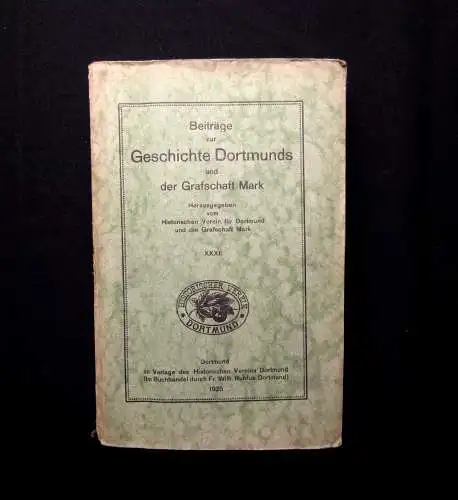 Beiträge
zur
Geschichte Dortmunds
und
der Grafschaft Mark
Herausgegeben
vom
Historischen Verein für Dortmund
und die Grafschaft Mark
XXXII
HISTORISCHER VEREIN
* DORTMUND *
Dortmund
im Verlage des Historischen Vereins Dortmund
(Im Buchhandel durch Fr. Wilh. Ruhfus Dortmund)
1925